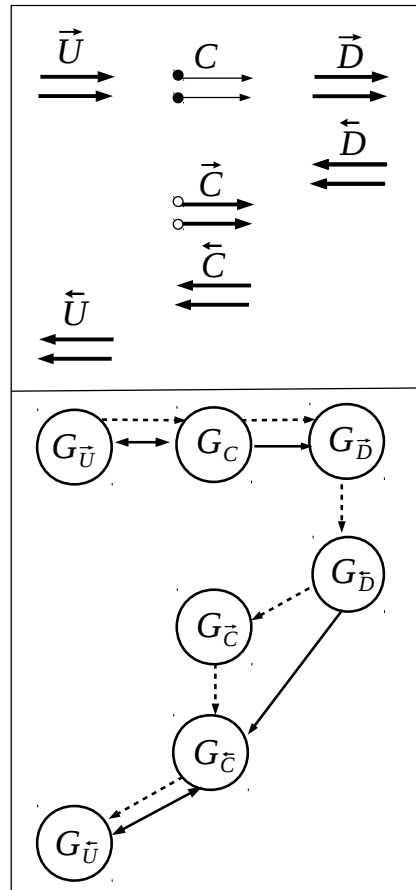 U⃗ C D⃗
D⃖
C⃗
C⃖
U⃖
G_U⃗ G_C G_D⃗
G_D⃖
G_C⃗
G_C⃖
G_U⃖